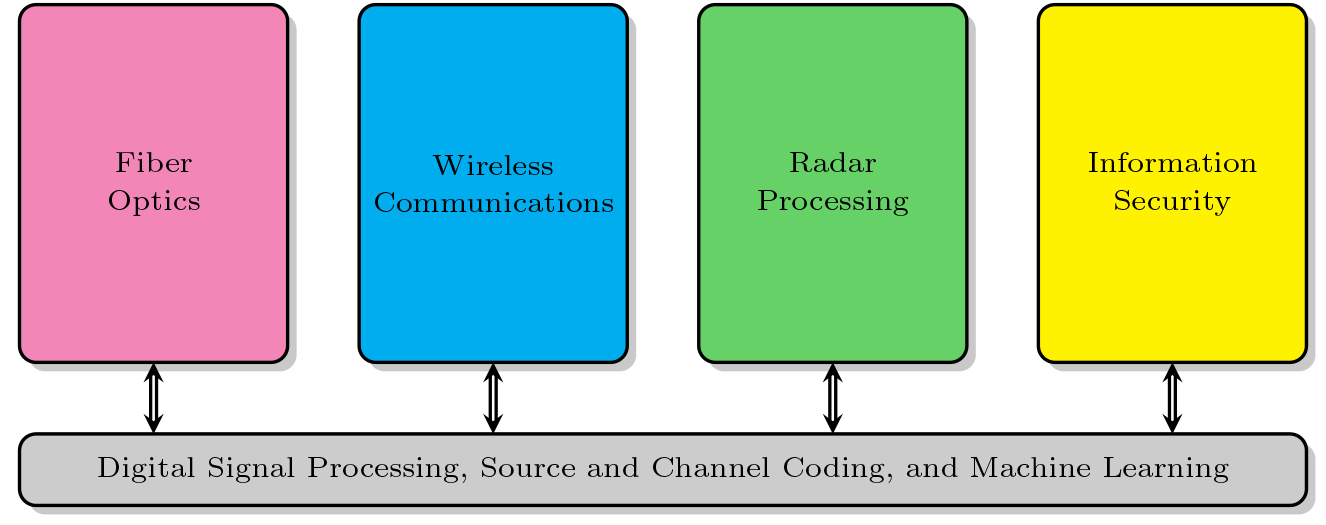 Fiber
Optics
Wireless
Communications
Radar
Processing
Information
Security
Digital Signal Processing, Source and Channel Coding, and Machine Learning